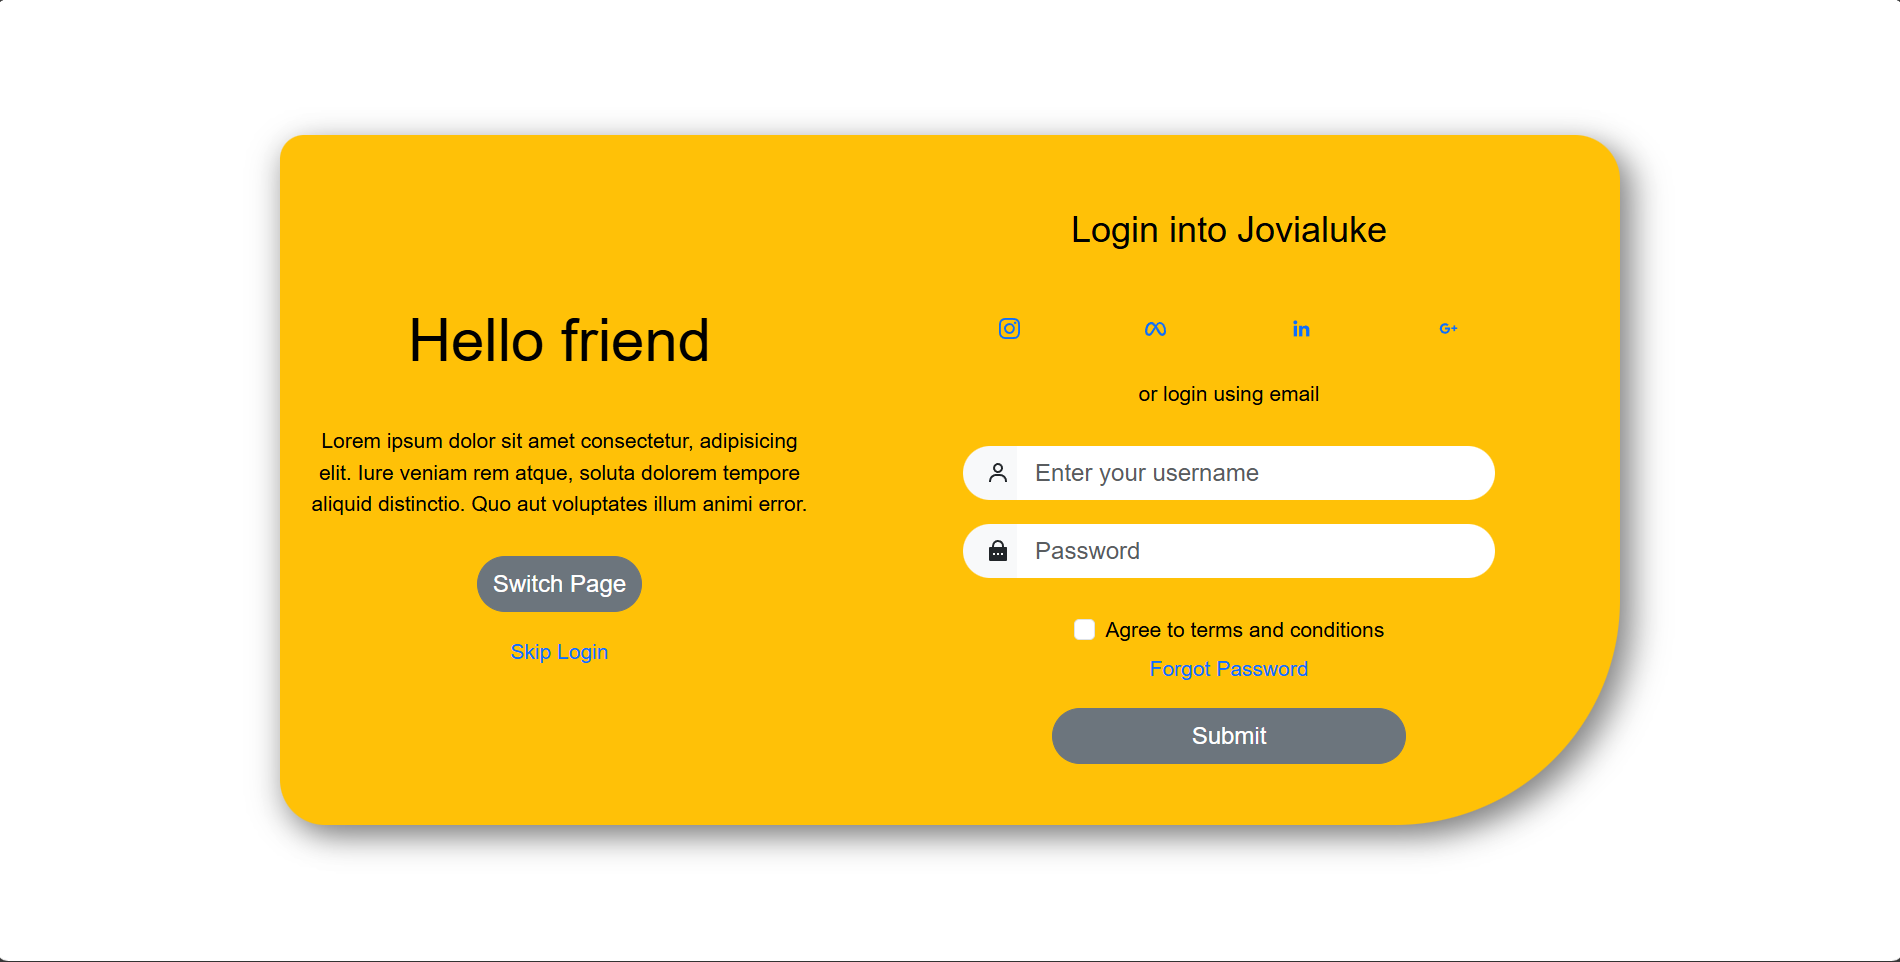 Hello friend
Lorem ipsum dolor sit amet consectetur, adipisicing
elit. Iure veniam rem atque, soluta dolorem tempore
aliquid distinctio. Quo aut voluptates illum animi error.
Switch Page
Skip Login
Login into Jovialuke
or login using email
Enter your username
Password
Agree to terms and conditions
Forgot Password
Submit